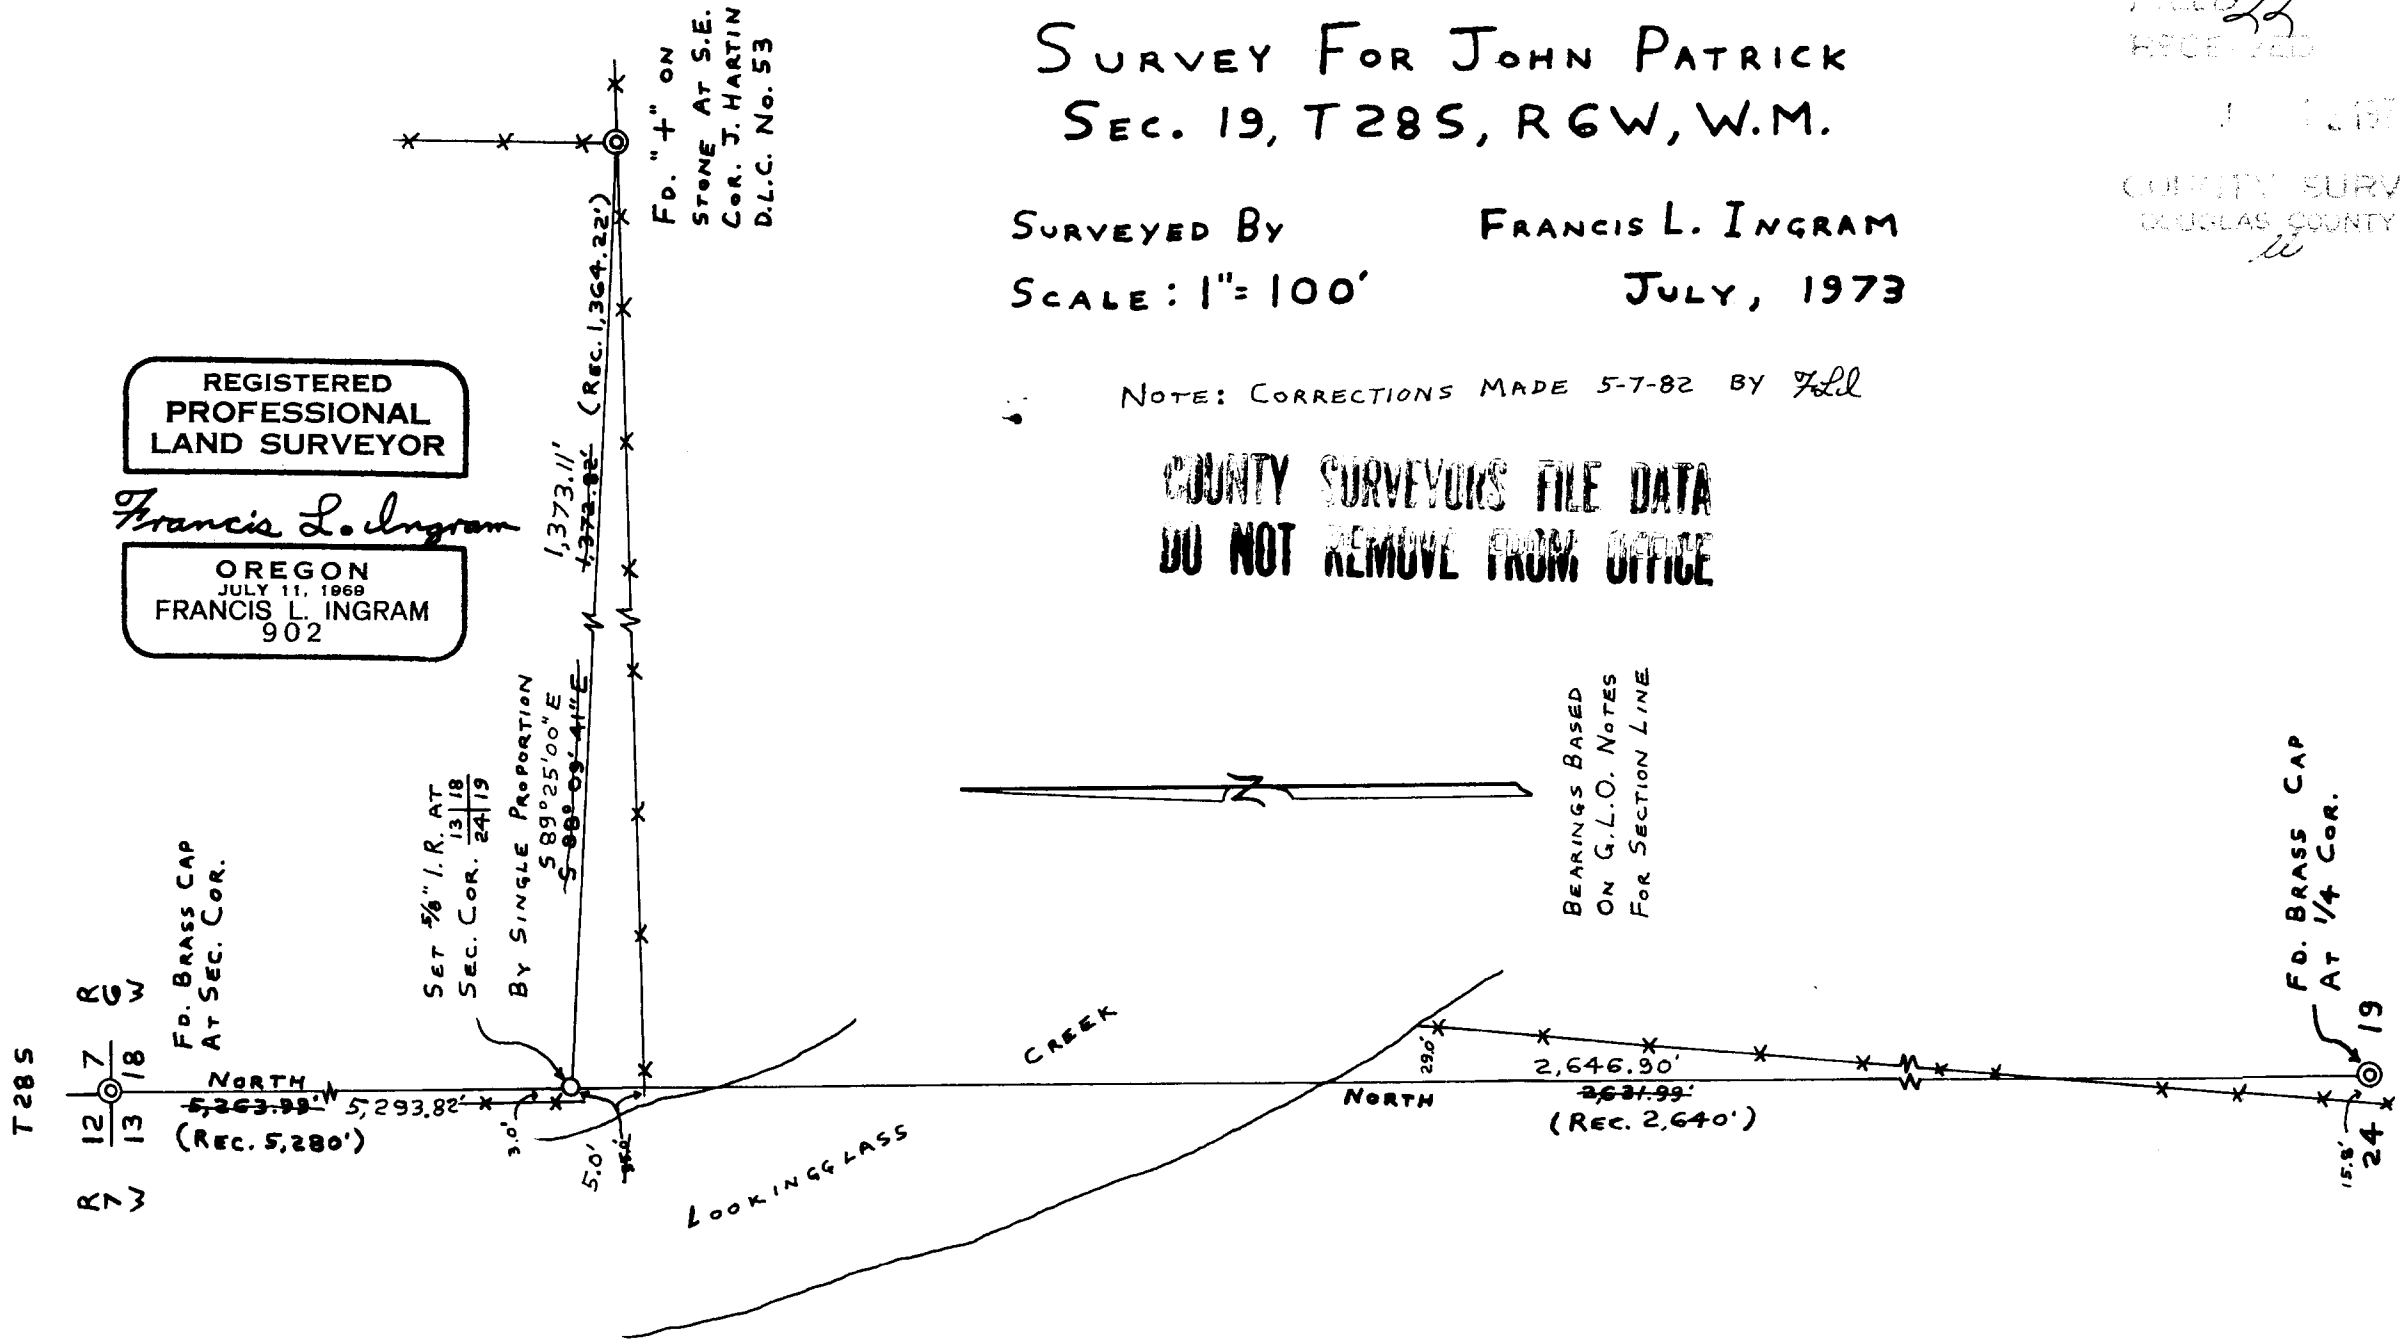 SURVEY FOR JOHN PATRICK
SEC. 19, T28S, R6W, W.M.
SURVEYED BY FRANCIS L. INGRAM
SCALE: 1"= 100' JULY, 1973
NOTE: CORRECTIONS MADE 5-7-82 BY FLI
COUNTY SURVEYORS FILE DATA
DO NOT REMOVE FROM OFFICE
22
COUNTY SURV
DOUGLAS COUNTY
FD. "+" ON
STONE AT S.E.
COR. J. HARTIN
D.L.C. No. 53
REGISTERED
PROFESSIONAL
LAND SURVEYOR
Francis L. Ingram
OREGON
JULY 11, 1969
FRANCIS L. INGRAM
902
1,373.11'
1,372.82' (REC. 1,364.22')
SET 5/8" I.R. AT
SEC. COR. 13 18
24 19
BY SINGLE PROPORTION
S 89°25'00" E
S 88° 09' 41" E
N
BEARINGS BASED
ON G.L.O. NOTES
FOR SECTION LINE
FD. BRASS CAP
AT SEC. COR.
FD. BRASS CAP
AT 1/4 COR.
T28S
R
6
W
7
18
12
13
R
7
W
NORTH
5,263.99' 5,293.82'
(REC. 5,280')
3.0'
5.0'
LOOKINGGLASS
CREEK
29.0'
2,646.90'
NORTH
2,631.99'
(REC. 2,640')
15.8'
19
24